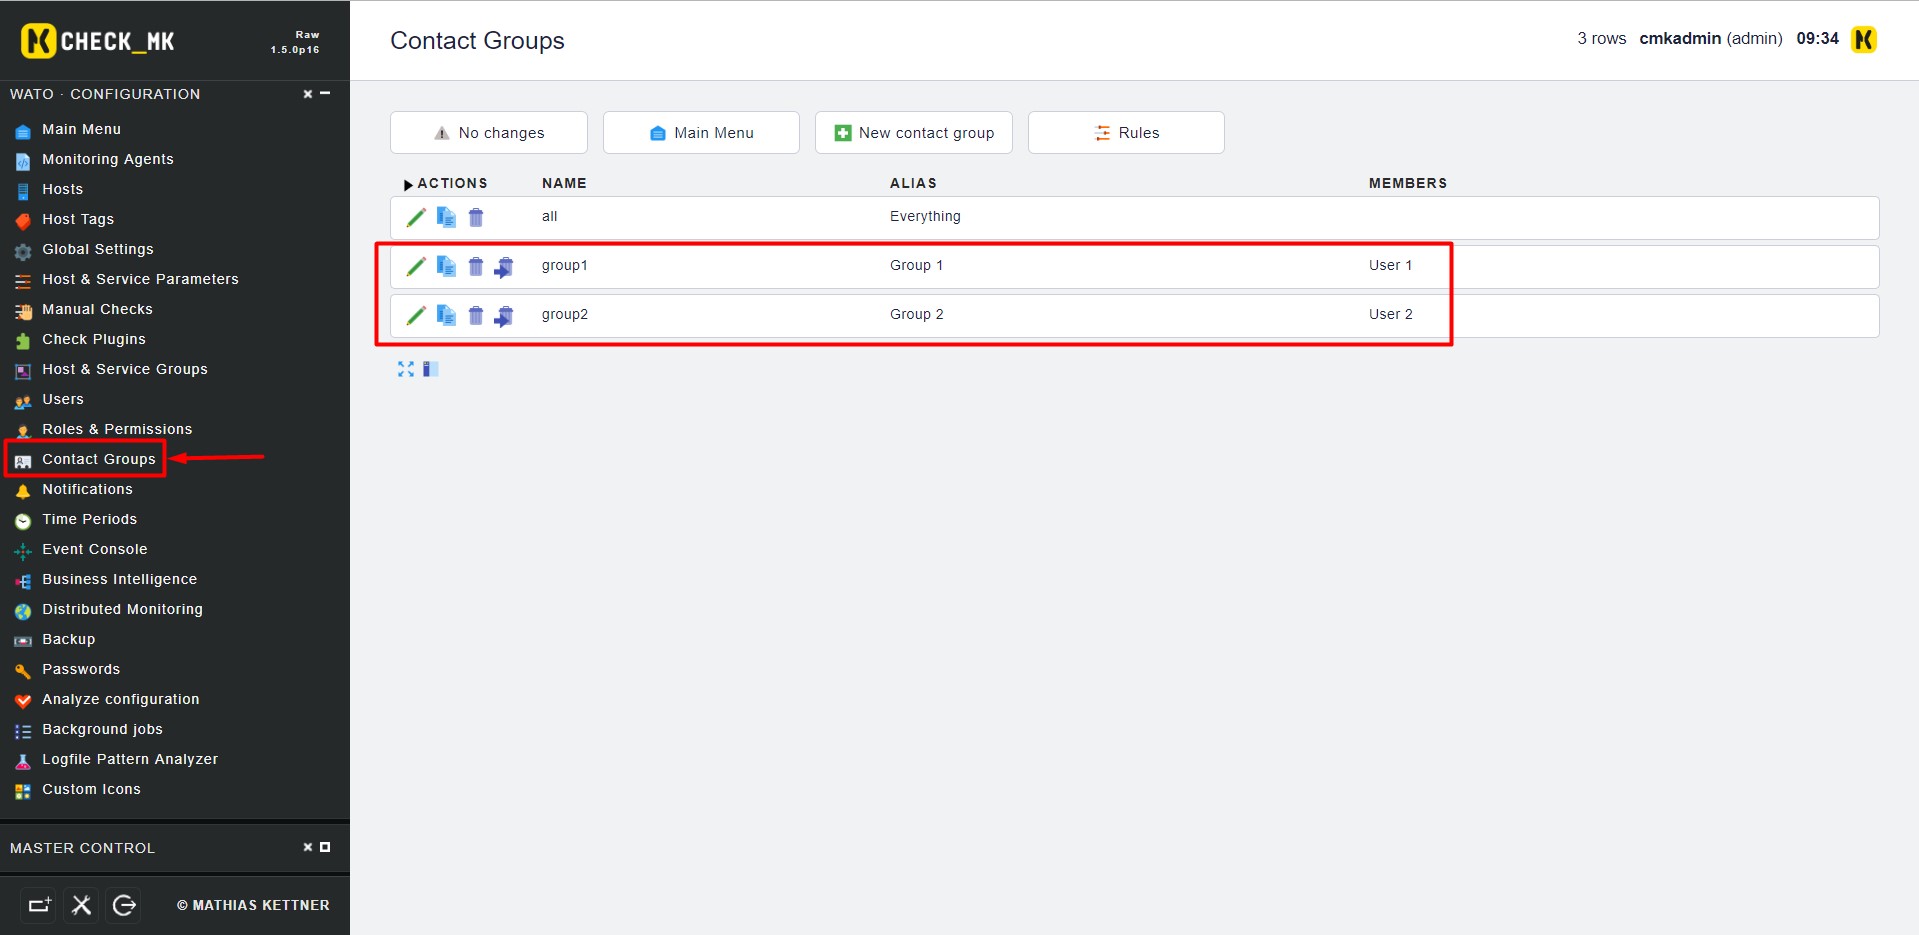 CHECK_MK
Raw
1.5.0p16
Contact Groups
3 rows cmkadmin (admin) 09:34
WATO · CONFIGURATION
Main Menu
Monitoring Agents
Hosts
Host Tags
Global Settings
Host & Service Parameters
Manual Checks
Check Plugins
Host & Service Groups
Users
Roles & Permissions
Contact Groups
Notifications
Time Periods
Event Console
Business Intelligence
Distributed Monitoring
Backup
Passwords
Analyze configuration
Background jobs
Logfile Pattern Analyzer
Custom Icons
MASTER CONTROL
© MATHIAS KETTNER
No changes Main Menu New contact group Rules
ACTIONS NAME ALIAS MEMBERS
all Everything
group1 Group 1 User 1
group2 Group 2 User 2